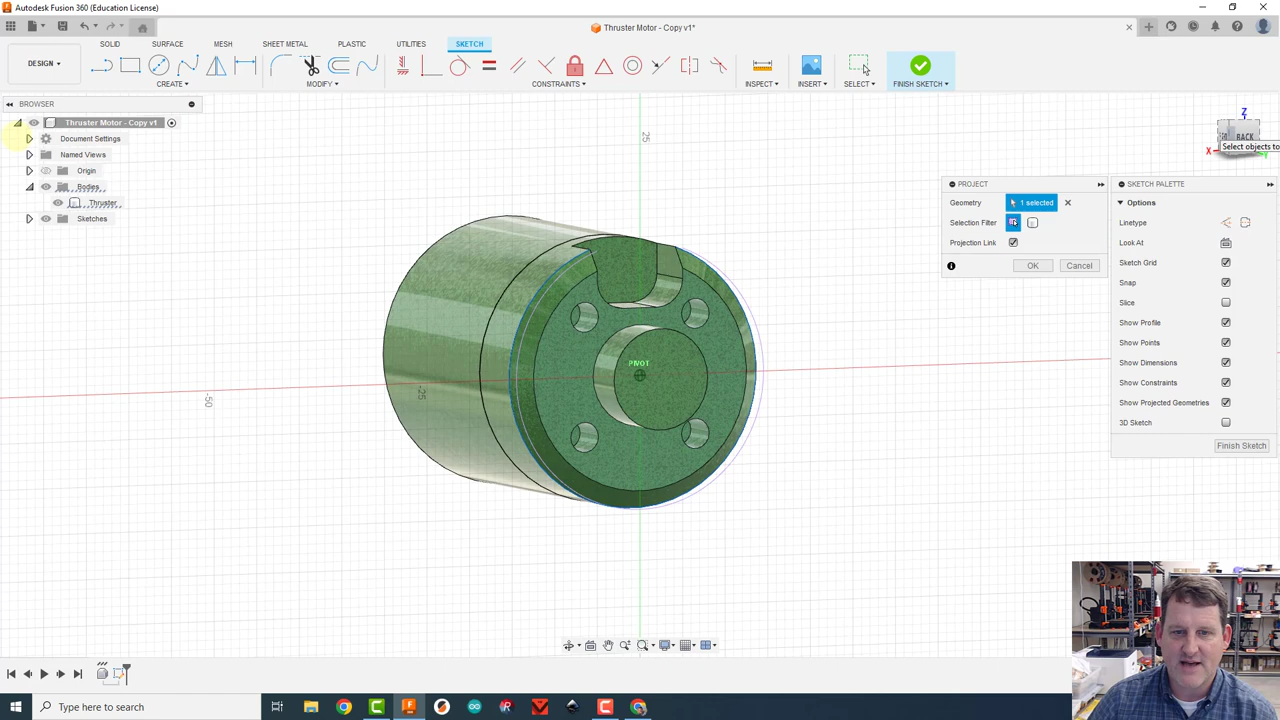 Autodesk Fusion 360 (Education License)
Thruster Motor - Copy v1*
DESIGN
SOLID SURFACE MESH SHEET METAL PLASTIC UTILITIES SKETCH
CREATE MODIFY CONSTRAINTS INSPECT INSERT SELECT FINISH SKETCH
BROWSER
Thruster Motor - Copy v1
Document Settings
Named Views
Origin
Bodies
Thruster
Sketches
25
-25
-50
PIVOT
Z
BACK
X
Select objects to
PROJECT
Geometry 1 selected
Selection Filter
Projection Link
OK Cancel
SKETCH PALETTE
Options
Linetype
Look At
Sketch Grid
Snap
Slice
Show Profile
Show Points
Show Dimensions
Show Constraints
Show Projected Geometries
3D Sketch
Finish Sketch
Type here to search